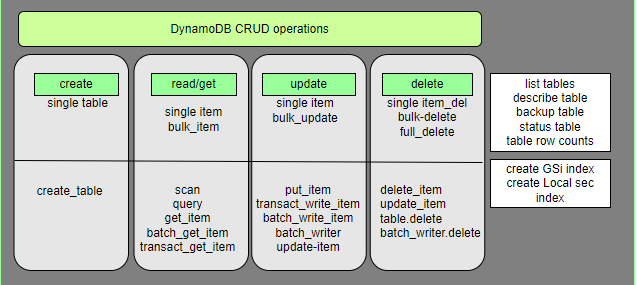 DynamoDB CRUD operations
create
single table
create_table
read/get
single item
bulk_item
scan
query
get_item
batch_get_item
transact_get_item
update
single item
bulk_update
put_item
transact_write_item
batch_write_item
batch_writer
update-item
delete
single item_del
bulk-delete
full_delete
delete_item
update_item
table.delete
batch_writer.delete
list tables
describe table
backup table
status table
table row counts
create GSi index
create Local sec
index